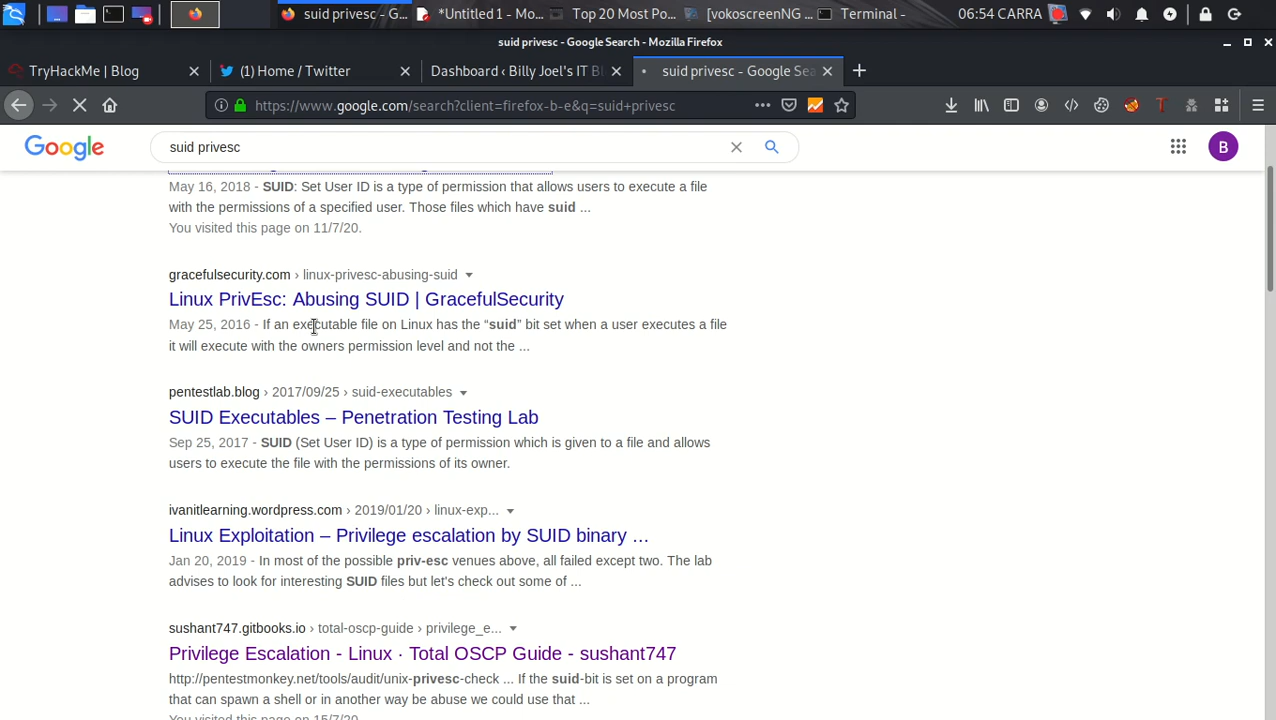 suid privesc - G...
*Untitled 1 - Mo...
Top 20 Most Po...
[vokoscreenNG ...
Terminal -
06:54 CARRA
suid privesc - Google Search - Mozilla Firefox
TryHackMe | Blog
(1) Home / Twitter
Dashboard ‹ Billy Joel's IT Bl
suid privesc - Google Sea
https://www.google.com/search?client=firefox-b-e&q=suid+privesc
Google
suid privesc
B
May 16, 2018 - SUID: Set User ID is a type of permission that allows users to execute a file
with the permissions of a specified user. Those files which have suid ...
You visited this page on 11/7/20.
gracefulsecurity.com › linux-privesc-abusing-suid
Linux PrivEsc: Abusing SUID | GracefulSecurity
May 25, 2016 - If an executable file on Linux has the “suid” bit set when a user executes a file
it will execute with the owners permission level and not the ...
pentestlab.blog › 2017/09/25 › suid-executables
SUID Executables – Penetration Testing Lab
Sep 25, 2017 - SUID (Set User ID) is a type of permission which is given to a file and allows
users to execute the file with the permissions of its owner.
ivanitlearning.wordpress.com › 2019/01/20 › linux-exp...
Linux Exploitation – Privilege escalation by SUID binary ...
Jan 20, 2019 - In most of the possible priv-esc venues above, all failed except two. The lab
advises to look for interesting SUID files but let's check out some of ...
sushant747.gitbooks.io › total-oscp-guide › privilege_e...
Privilege Escalation - Linux · Total OSCP Guide - sushant747
http://pentestmonkey.net/tools/audit/unix-privesc-check ... If the suid-bit is set on a program
that can spawn a shell or in another way be abuse we could use that ...
You visited this page on 15/7/20.